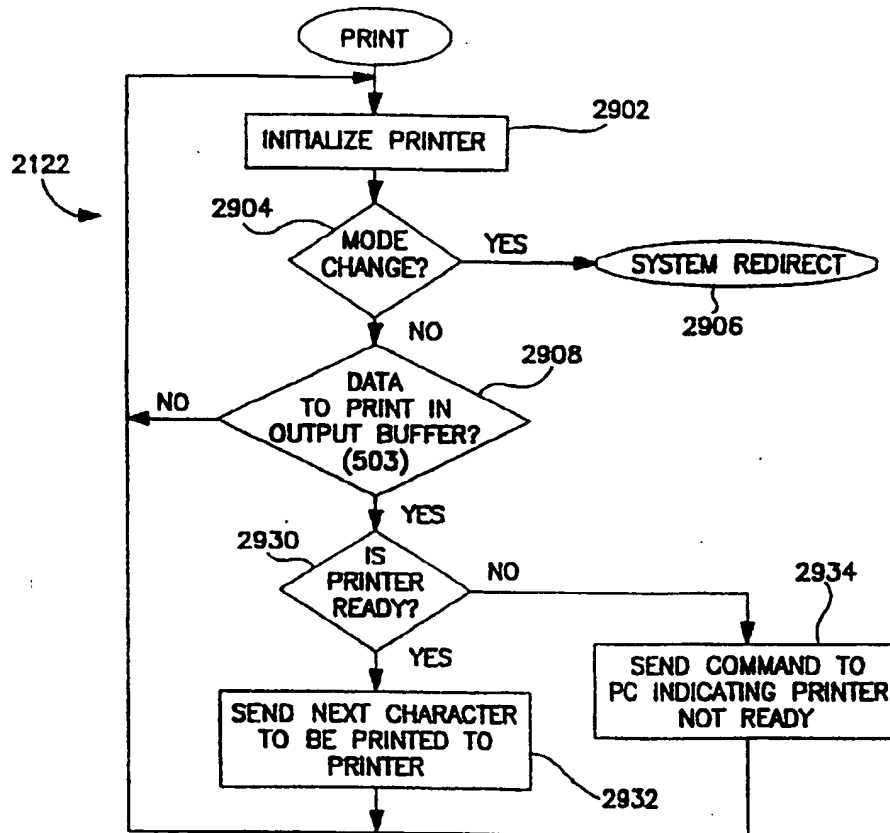 PRINT
2902
INITIALIZE PRINTER
2122
2904
MODE
CHANGE?
YES
SYSTEM REDIRECT
2906
NO
2908
DATA
TO PRINT IN
OUTPUT BUFFER?
(503)
NO
YES
2930
IS
PRINTER
READY?
NO
2934
YES
SEND COMMAND TO
PC INDICATING PRINTER
NOT READY
SEND NEXT CHARACTER
TO BE PRINTED TO
PRINTER
2932